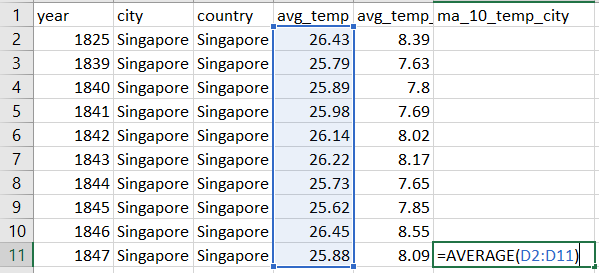 1 year city country avg_temp avg_temp_ ma_10_temp_city
2 1825 Singapore Singapore 26.43 8.39
3 1839 Singapore Singapore 25.79 7.63
4 1840 Singapore Singapore 25.89 7.8
5 1841 Singapore Singapore 25.98 7.69
6 1842 Singapore Singapore 26.14 8.02
7 1843 Singapore Singapore 26.22 8.17
8 1844 Singapore Singapore 25.73 7.65
9 1845 Singapore Singapore 25.62 7.85
10 1846 Singapore Singapore 26.45 8.55
11 1847 Singapore Singapore 25.88 8.09 =AVERAGE(D2:D11)